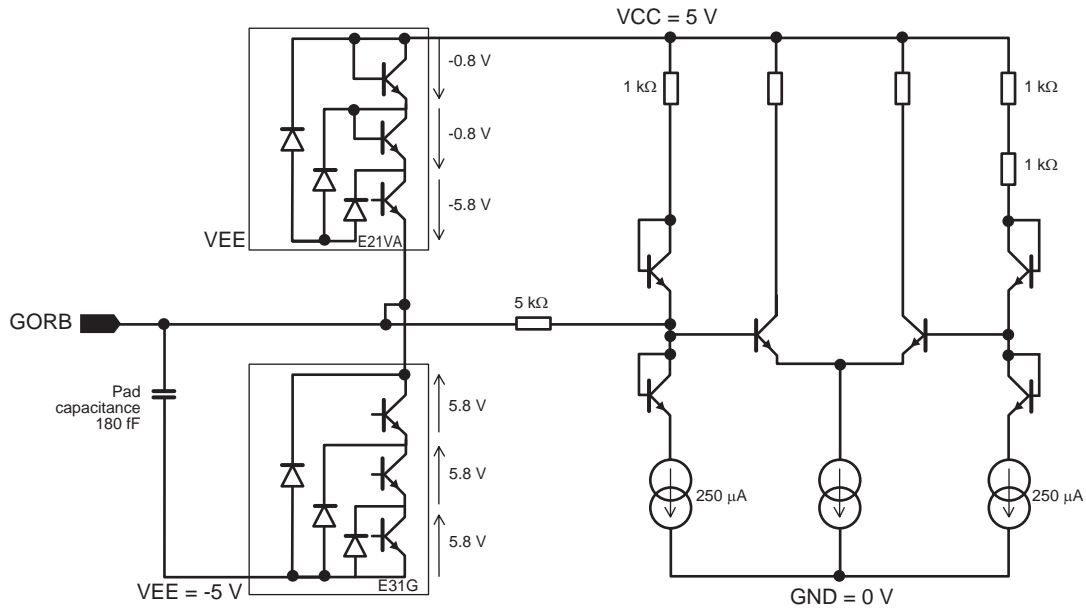 VCC = 5 V
-0.8 V
1 kΩ
1 kΩ
-0.8 V
1 kΩ
-5.8 V
VEE
E21VA
5 kΩ
GORB
Pad
capacitance
180 fF
5.8 V
5.8 V
250 μA
250 μA
5.8 V
E31G
VEE = -5 V
GND = 0 V